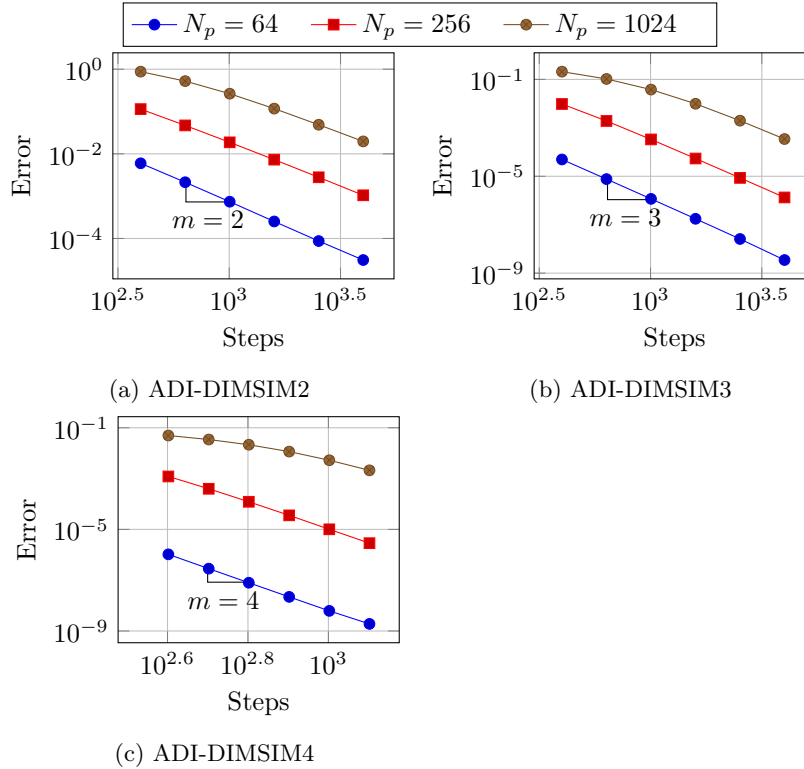 N_p = 64 N_p = 256 N_p = 1024
10^0
10^{-2}
10^{-4}
Error
m = 2
10^{2.5} 10^3 10^{3.5}
Steps
(a) ADI-DIMSIM2
10^{-1}
10^{-5}
10^{-9}
Error
m = 3
10^{2.5} 10^3 10^{3.5}
Steps
(b) ADI-DIMSIM3
10^{-1}
10^{-5}
10^{-9}
Error
m = 4
10^{2.6} 10^{2.8} 10^3
Steps
(c) ADI-DIMSIM4